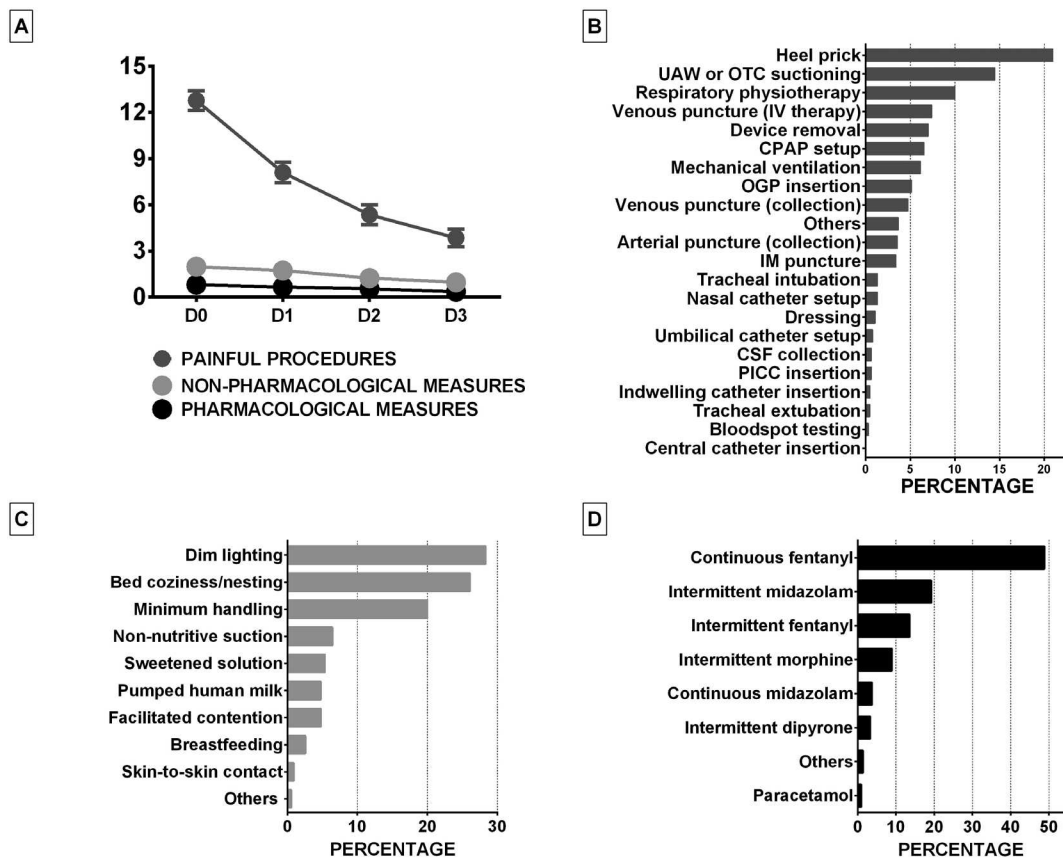 A
15
12
9
6
3
0
D0 D1 D2 D3
PAINFUL PROCEDURES
NON-PHARMACOLOGICAL MEASURES
PHARMACOLOGICAL MEASURES
B
Heel prick
UAW or OTC suctioning
Respiratory physiotherapy
Venous puncture (IV therapy)
Device removal
CPAP setup
Mechanical ventilation
OGP insertion
Venous puncture (collection)
Others
Arterial puncture (collection)
IM puncture
Tracheal intubation
Nasal catheter setup
Dressing
Umbilical catheter setup
CSF collection
PICC insertion
Indwelling catheter insertion
Tracheal extubation
Bloodspot testing
Central catheter insertion
0 5 10 15 20
PERCENTAGE
C
Dim lighting
Bed coziness/nesting
Minimum handling
Non-nutritive suction
Sweetened solution
Pumped human milk
Facilitated contention
Breastfeeding
Skin-to-skin contact
Others
0 10 20 30
PERCENTAGE
D
Continuous fentanyl
Intermittent midazolam
Intermittent fentanyl
Intermittent morphine
Continuous midazolam
Intermittent dipyrone
Others
Paracetamol
0 10 20 30 40 50
PERCENTAGE